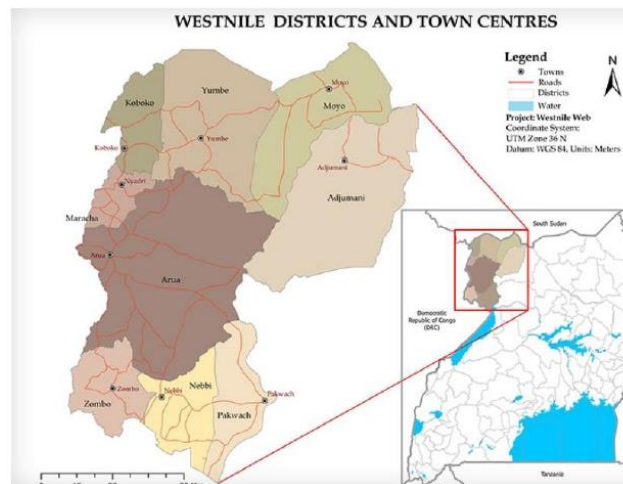 WESTNILE DISTRICTS AND TOWN CENTRES
Legend
Towns
Roads
Districts
Water
Project: Westnile Web
Coordinate System:
UTM Zone 36 N
Datum: WGS 84, Units: Meters
N
Koboko
Yumbe
Moyo
Moyo
Yumbe
Koboko
Adjumani
Adjumani
Nyadri
Maracha
Arua
Arua
South Sudan
Democratic
Republic of Congo
(DRC)
Nebbi
Zombo
Nebbi
Pakwach
Zombo
Pakwach
Tanzania